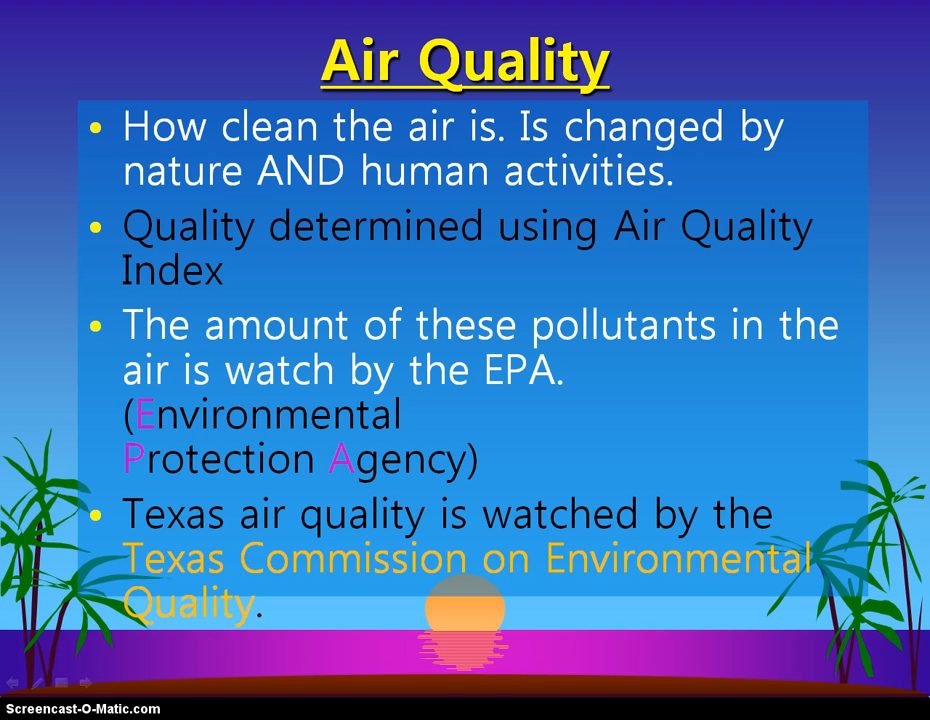 Air Quality
• How clean the air is. Is changed by
nature AND human activities.
• Quality determined using Air Quality
Index
• The amount of these pollutants in the
air is watch by the EPA.
(Environmental
Protection Agency)
• Texas air quality is watched by the
Texas Commission on Environmental
Quality.
Screencast-O-Matic.com